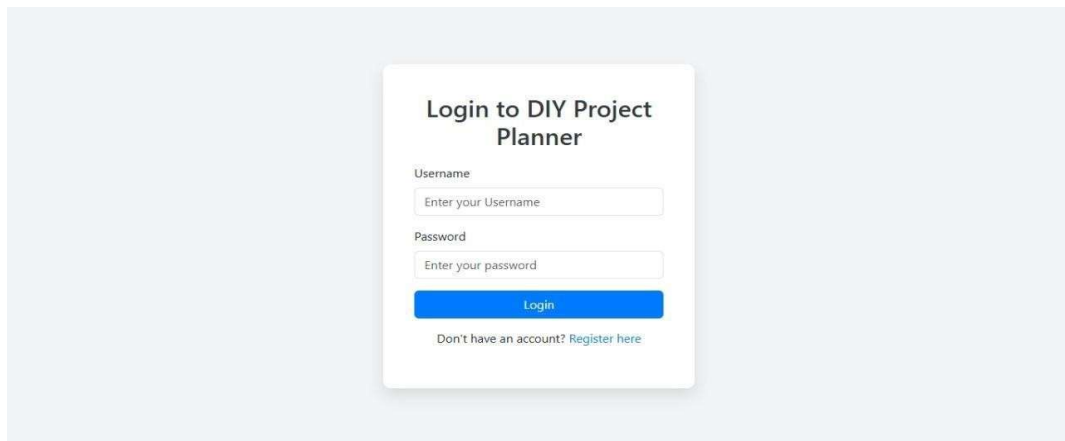 Login to DIY Project
Planner
Username
Enter your Username
Password
Enter your password
Login
Don't have an account? Register here